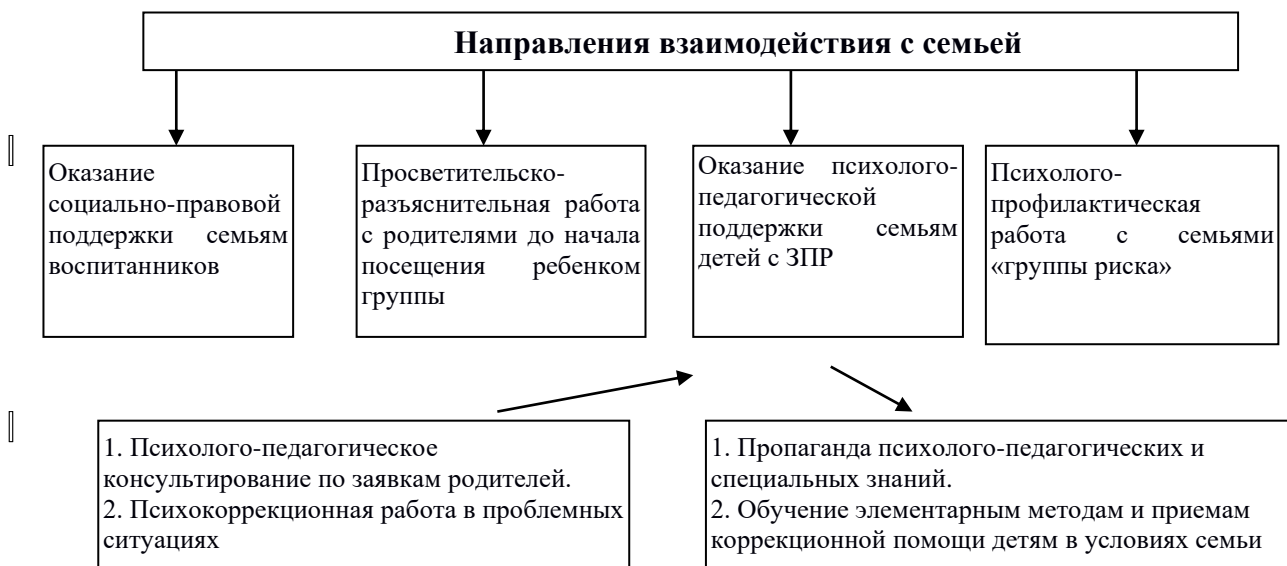 Направления взаимодействия с семьей
Оказание
социально-правовой
поддержки семьям
воспитанников
Просветительско-
разъяснительная работа
с родителями до начала
посещения ребенком
группы
Оказание психолого-
педагогической
поддержки семьям
детей с ЗПР
Психолого-
профилактическая
работа с семьями
«группы риска»
1. Психолого-педагогическое
консультирование по заявкам родителей.
2. Психокоррекционная работа в проблемных
ситуациях
1. Пропаганда психолого-педагогических и
специальных знаний.
2. Обучение элементарным методам и приемам
коррекционной помощи детям в условиях семьи